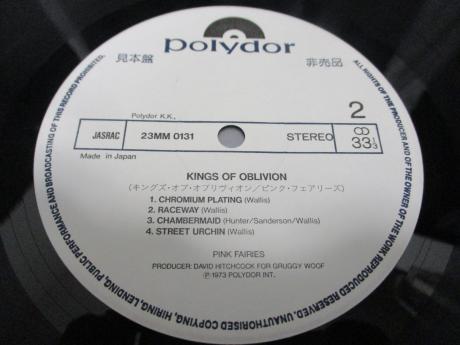 polydor
見本盤
非売品
Polydor K.K.,
2
JASRAC
23MM 0131
STEREO
CD
33 1/3
Made in Japan
KINGS OF OBLIVION
(キングズ・オブ・オブリヴィオン/ピンク・フェアリーズ)
1. CHROMIUM PLATING (Wallis)
2. RACEWAY (Wallis)
3. CHAMBERMAID (Hunter/Sanderson/Wallis)
4. STREET URCHIN (Wallis)
PINK FAIRIES
PRODUCER: DAVID HITCHCOCK FOR GRUGGY WOOF
Ⓟ1973 POLYDOR INT.
ALL RIGHTS OF THE PRODUCER AND OF THE OWNER OF THE WORK REPRODUCED RESERVED. UNAUTHORISED COPYING, HIRING, LENDING, PUBLIC PERFORMANCE AND BROADCASTING OF THIS RECORD PROHIBITED.